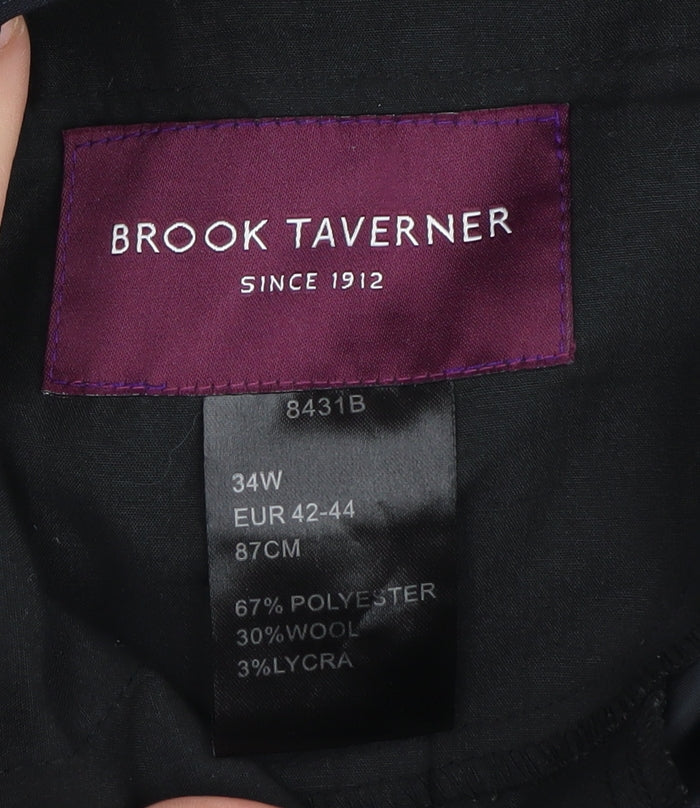 BROOK TAVERNER
SINCE 1912
8431B
34W
EUR 42-44
87CM
67% POLYESTER
30%WOOL
3%LYCRA